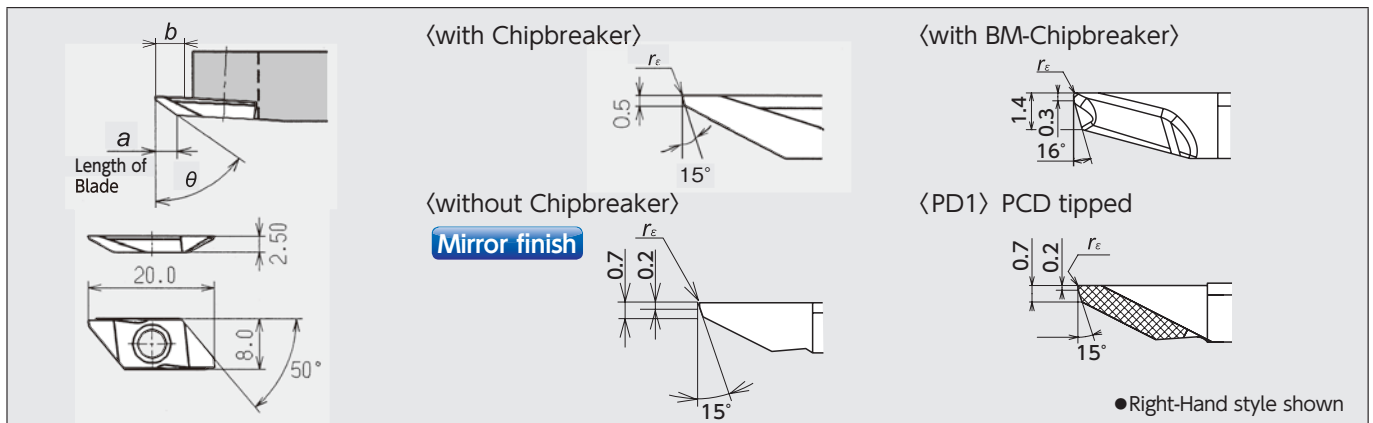 b
a
Length of
Blade
θ
2.50
20.0
8.0
50°
〈with Chipbreaker〉
rε
0.5
15°
〈without Chipbreaker〉
Mirror finish
rε
0.7
0.2
15°
〈with BM-Chipbreaker〉
rε
1.4
0.3
16°
〈PD1〉 PCD tipped
rε
0.7
0.2
15°
●Right-Hand style shown